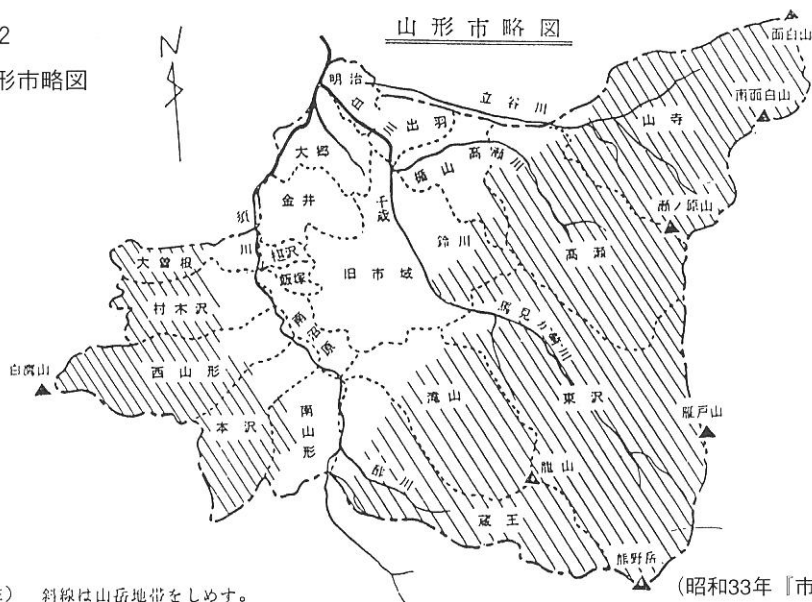 山形市略図
2
形市略図
N
面白山
南面白山
明治
立谷川
白川
出羽
山寺
大郷
楯山
高瀬川
千歳
金井
鈴川
高瀬
須川
大曽根
飯塚
旧市域
村木沢
南沼原
馬見ヶ崎川
白鷹山
西山形
滝山
東沢
雁戸山
本沢
南山形
龍山
蔵王
熊野岳
斜線は山岳地帯をしめす。
(昭和33年『市